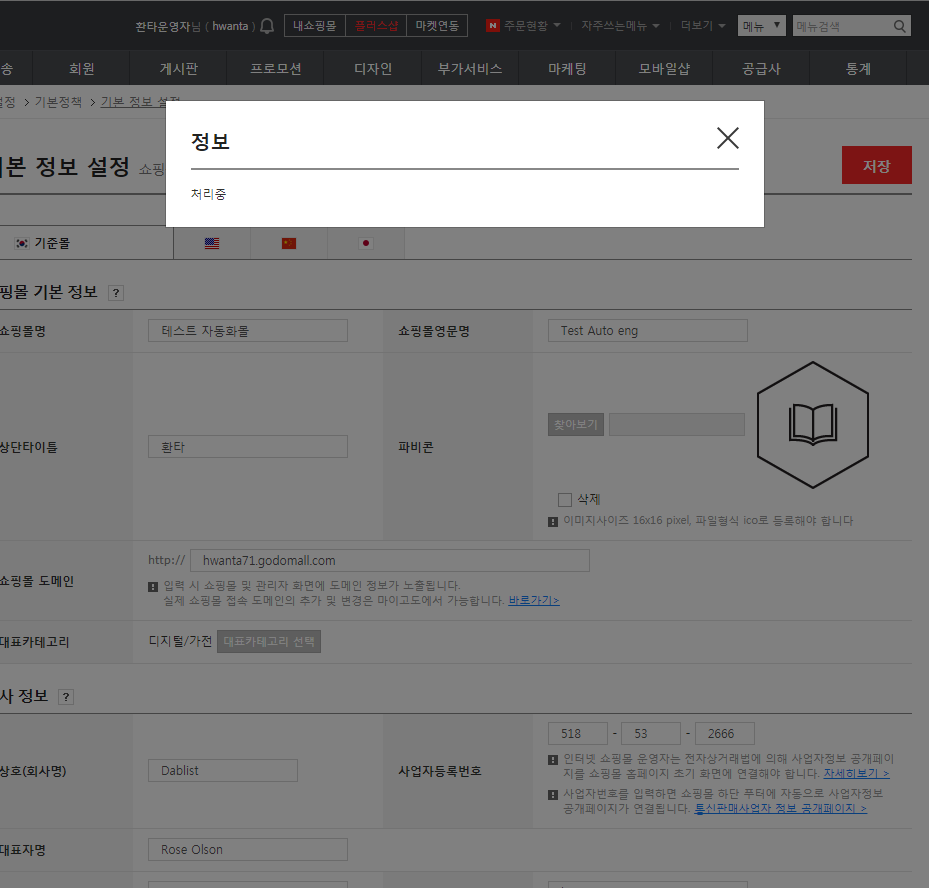 환타운영자님 ( hwanta ) 내쇼핑몰 플러스샵 마켓연동 N 주문현황 자주쓰는메뉴 더보기 메뉴 메뉴검색
송 회원 게시판 프로모션 디자인 부가서비스 마케팅 모바일샵 공급사 통계
설정 > 기본정책 > 기본 정보 설정
정보
본 정보 설정 쇼핑 저장
처리중
기준몰
핑몰 기본 정보 ?
쇼핑몰명 테스트 자동화몰 쇼핑몰영문명 Test Auto eng
상단타이틀 환타 파비콘 찾아보기
삭제
이미지사이즈 16x16 pixel, 파일형식 ico로 등록해야 합니다
쇼핑몰 도메인 http:// hwanta71.godomall.com
입력 시 쇼핑몰 및 관리자 화면에 도메인 정보가 노출됩니다.
실제 쇼핑몰 접속 도메인의 추가 및 변경은 마이고도에서 가능합니다. 바로가기>
대표카테고리 디지털/가전 대표카테고리 선택
사 정보 ?
상호(회사명) Dablist 사업자등록번호 518 - 53 - 2666
인터넷 쇼핑몰 운영자는 전자상거래법에 의해 사업자정보 공개페이
지를 쇼핑몰 홈페이지 초기 화면에 연결해야 합니다. 자세히보기 >
사업자번호를 입력하면 쇼핑몰 하단 푸터에 자동으로 사업자정보
공개페이지가 연결됩니다. 통신판매사업자 정보 공개페이지 >
대표자명 Rose Olson